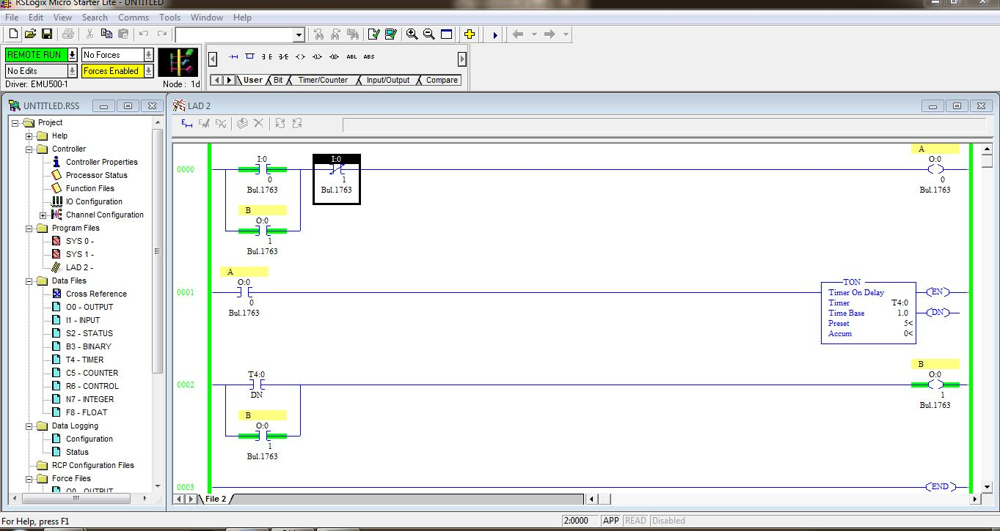 RSLogix Micro Starter Lite - UNTITLED
File Edit View Search Comms Tools Window Help
REMOTE RUN No Forces
No Edits Forces Enabled
Driver: EMU500-1 Node : 1d
ABL ABS
User Bit Timer/Counter Input/Output Compare
UNTITLED.RSS
Project
Help
Controller
Controller Properties
Processor Status
Function Files
IO Configuration
Channel Configuration
Program Files
SYS 0 -
SYS 1 -
LAD 2 -
Data Files
Cross Reference
O0 - OUTPUT
I1 - INPUT
S2 - STATUS
B3 - BINARY
T4 - TIMER
C5 - COUNTER
R6 - CONTROL
N7 - INTEGER
F8 - FLOAT
Data Logging
Configuration
Status
RCP Configuration Files
Force Files
O0 - OUTPUT
LAD 2
A
I:0 I:0 O:0
0000
0 1 0
Bul.1763 Bul.1763 Bul.1763
B
O:0
1
Bul.1763
A
O:0 TON
0001 Timer On Delay EN
0 Timer T4:0
Bul.1763 Time Base 1.0 DN
Preset 5<
Accum 0<
B
T4:0 O:0
0002
DN 1
Bul.1763
B
O:0
1
Bul.1763
0003 END
File 2
For Help, press F1 2:0000 APP READ Disabled